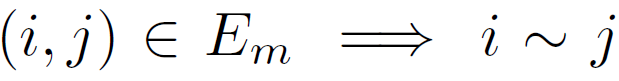 (i, j) ∈ E_m ⟹ i ∼ j